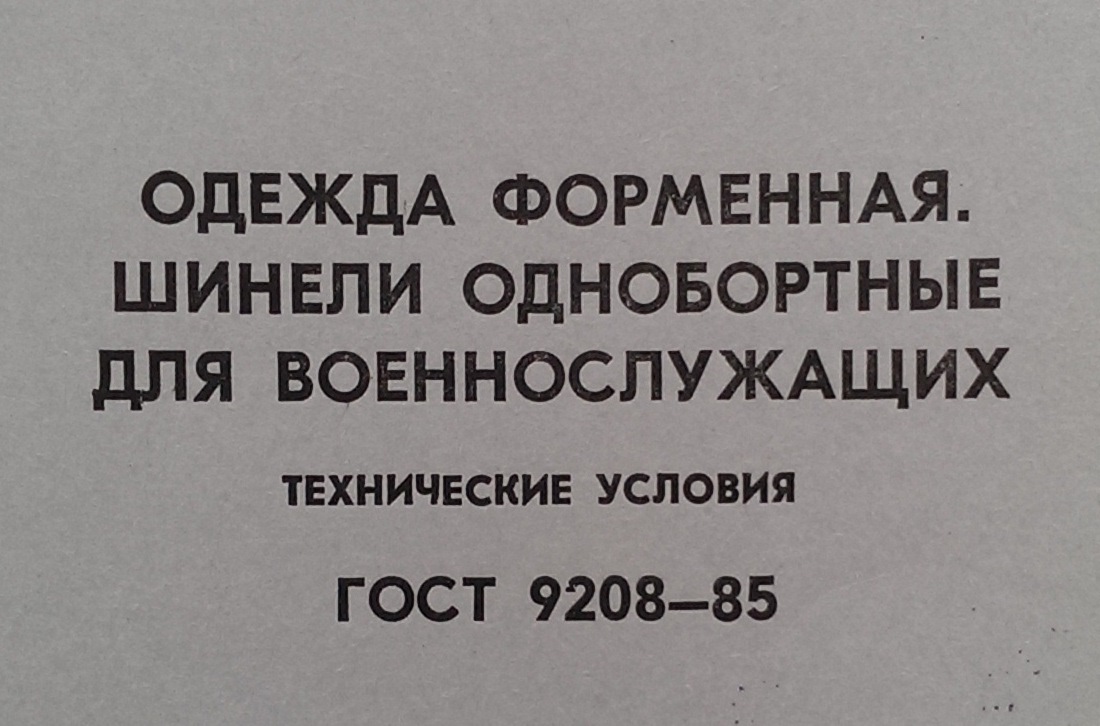 ОДЕЖДА ФОРМЕННАЯ.
ШИНЕЛИ ОДНОБОРТНЫЕ
ДЛЯ ВОЕННОСЛУЖАЩИХ
ТЕХНИЧЕСКИЕ УСЛОВИЯ
ГОСТ 9208—85